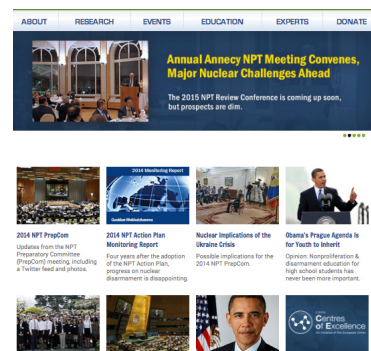 ABOUT RESEARCH EVENTS EDUCATION EXPERTS DONATE
Annual Annecy NPT Meeting Convenes,
Major Nuclear Challenges Ahead
The 2015 NPT Review Conference is coming up soon,
but prospects are dim.
2014 Monitoring Report
Gaukhar Mukhatzhanova
2014 NPT PrepCom
Updates from the NPT
Preparatory Committee
(PrepCom) meeting, including
a Twitter feed and photos.
2014 NPT Action Plan
Monitoring Report
Four years after the adoption
of the NPT Action Plan,
progress on nuclear
disarmament is disappointing.
Nuclear Implications of the
Ukraine Crisis
Possible implications for the
2014 NPT PrepCom.
Obama's Prague Agenda Is
for Youth to Inherit
Opinion: Nonproliferation &
disarmament education for
high school students has
never been more important.
Centres
of Excellence